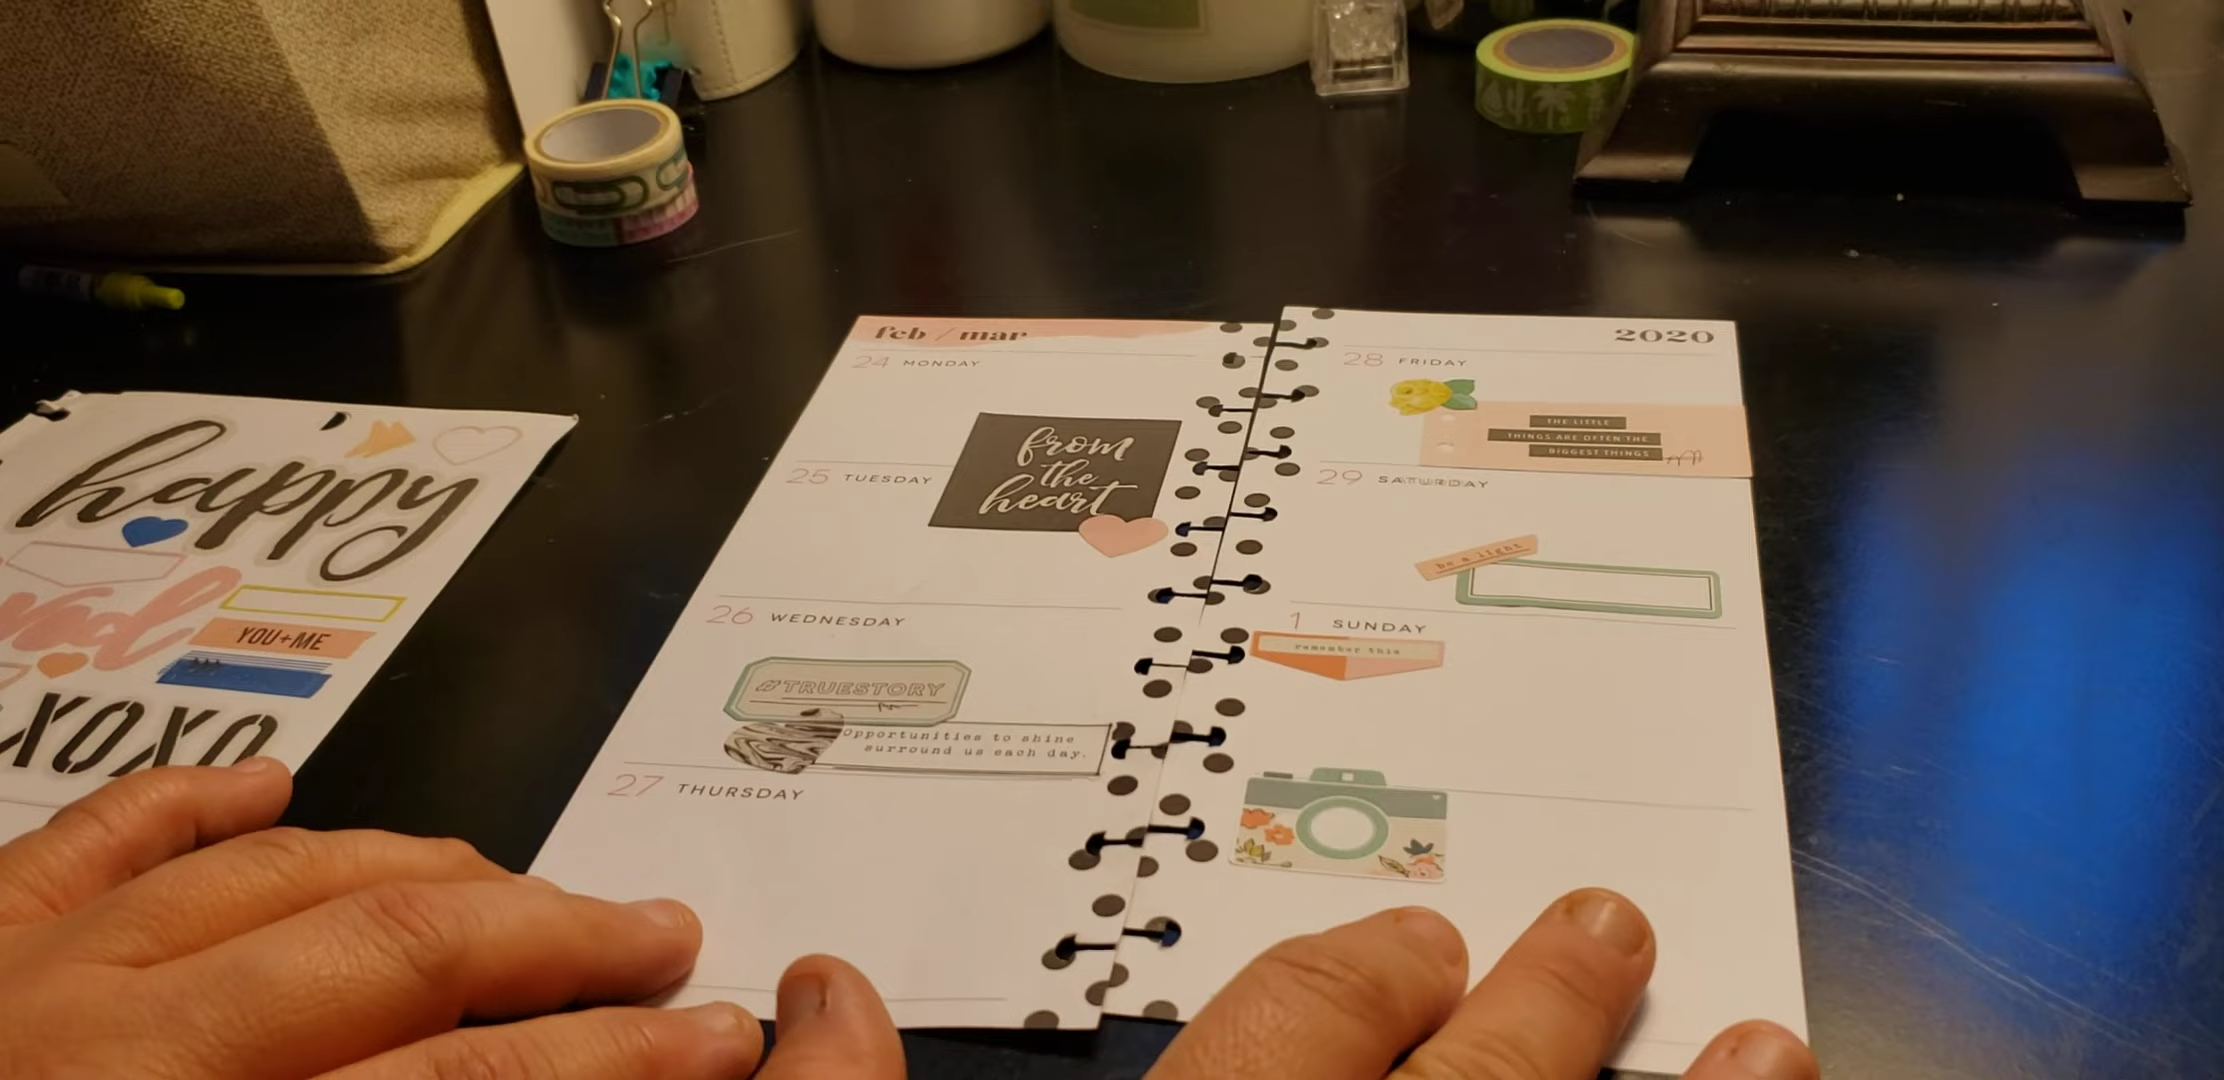 happy
YOU+ME
XOXO
feb / mar
24 MONDAY
from
the
heart
25 TUESDAY
26 WEDNESDAY
#TRUESTORY
Opportunities to shine
surround us each day.
27 THURSDAY
2020
28 FRIDAY
THE LITTLE
THINGS ARE OFTEN THE
BIGGEST THINGS
29 SATURDAY
be a light
1 SUNDAY
remember this